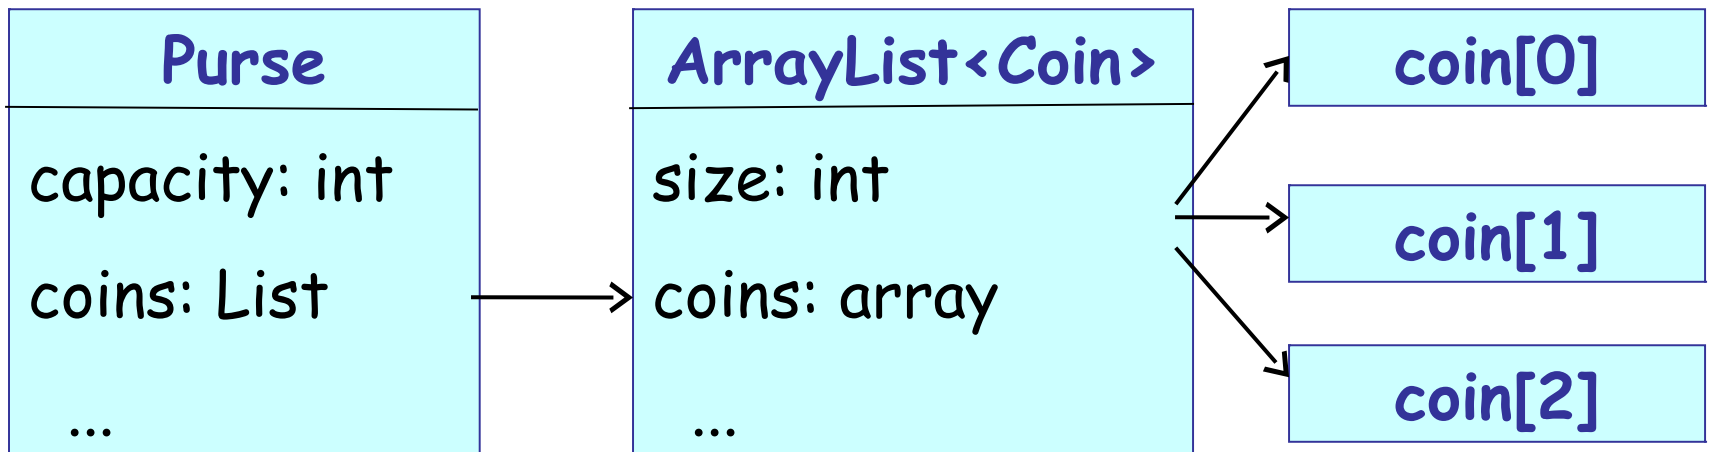 Purse
capacity: int
coins: List
...
ArrayList<Coin>
size: int
coins: array
...
coin[0]
coin[1]
coin[2]